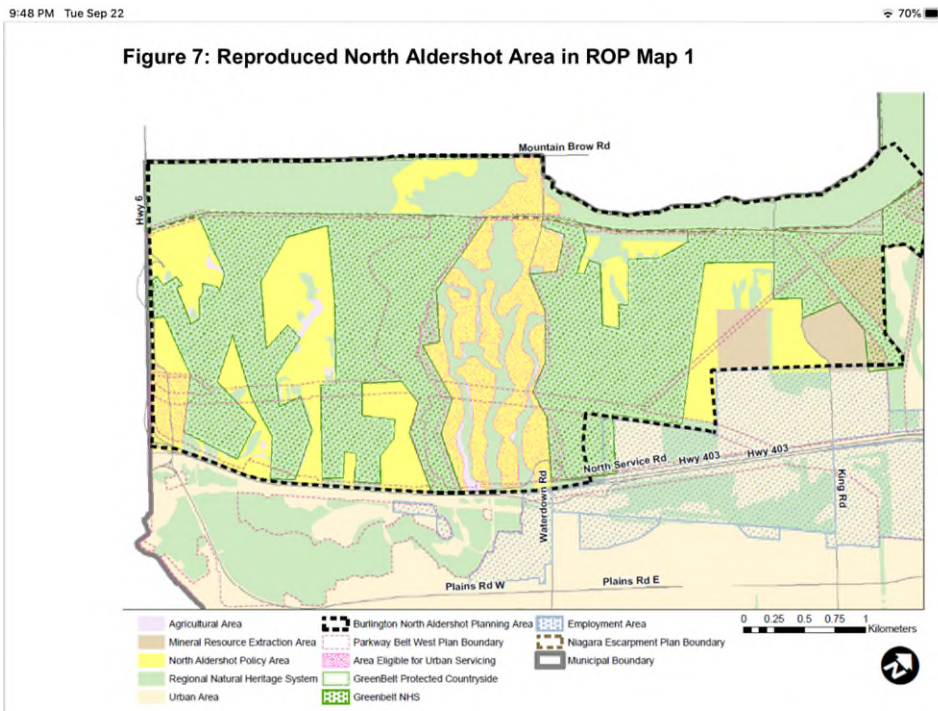 9:48 PM Tue Sep 22
70%
Figure 7: Reproduced North Aldershot Area in ROP Map 1
Mountain Brow Rd
Hwy 6
North Service Rd
Hwy 403
Hwy 403
Waterdown Rd
King Rd
Plains Rd W
Plains Rd E
Agricultural Area
Mineral Resource Extraction Area
North Aldershot Policy Area
Regional Natural Heritage System
Urban Area
Burlington North Aldershot Planning Area
Parkway Belt West Plan Boundary
Area Eligible for Urban Servicing
GreenBelt Protected Countryside
Greenbelt NHS
Employment Area
Niagara Escarpment Plan Boundary
Municipal Boundary
0 0.25 0.5 0.75 1
Kilometers
N